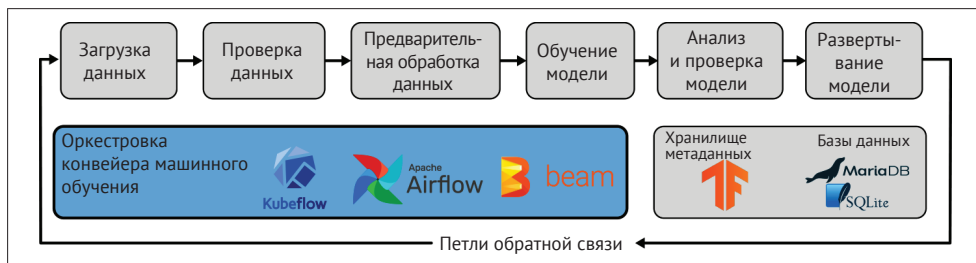 Загрузка
данных
Проверка
данных
Предваритель-
ная обработка
данных
Обучение
модели
Анализ
и проверка
модели
Разверты-
вание
модели
Оркестровка
конвейера машинного
обучения
Kubeflow
Apache
Airflow
beam
Хранилище
метаданных
Базы данных
MariaDB
SQLite
Петли обратной связи